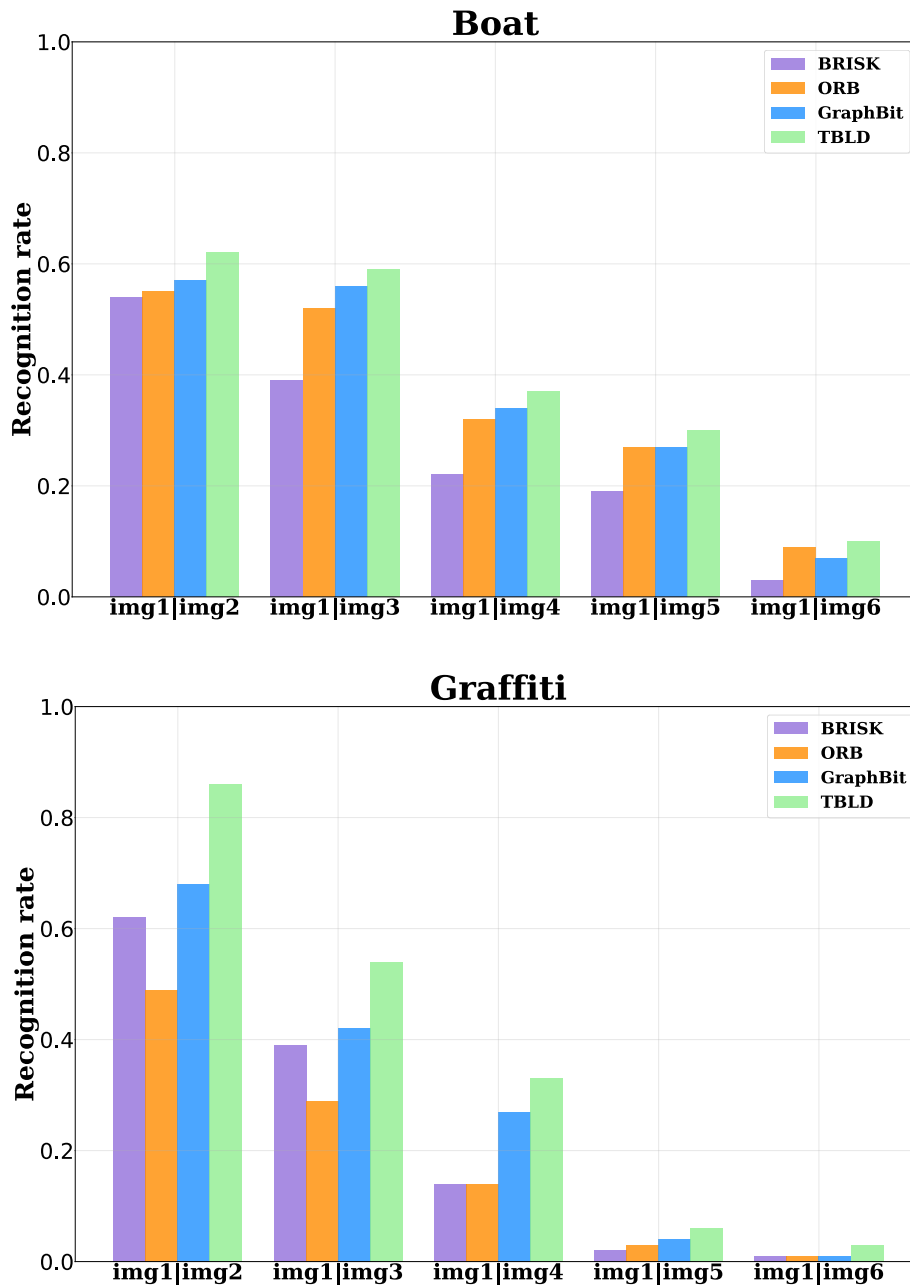 Boat
1.0
0.8
0.6
0.4
0.2
0.0
Recognition rate
BRISK
ORB
GraphBit
TBLD
img1|img2 img1|img3 img1|img4 img1|img5 img1|img6
Graffiti
1.0
0.8
0.6
0.4
0.2
0.0
Recognition rate
BRISK
ORB
GraphBit
TBLD
img1|img2 img1|img3 img1|img4 img1|img5 img1|img6